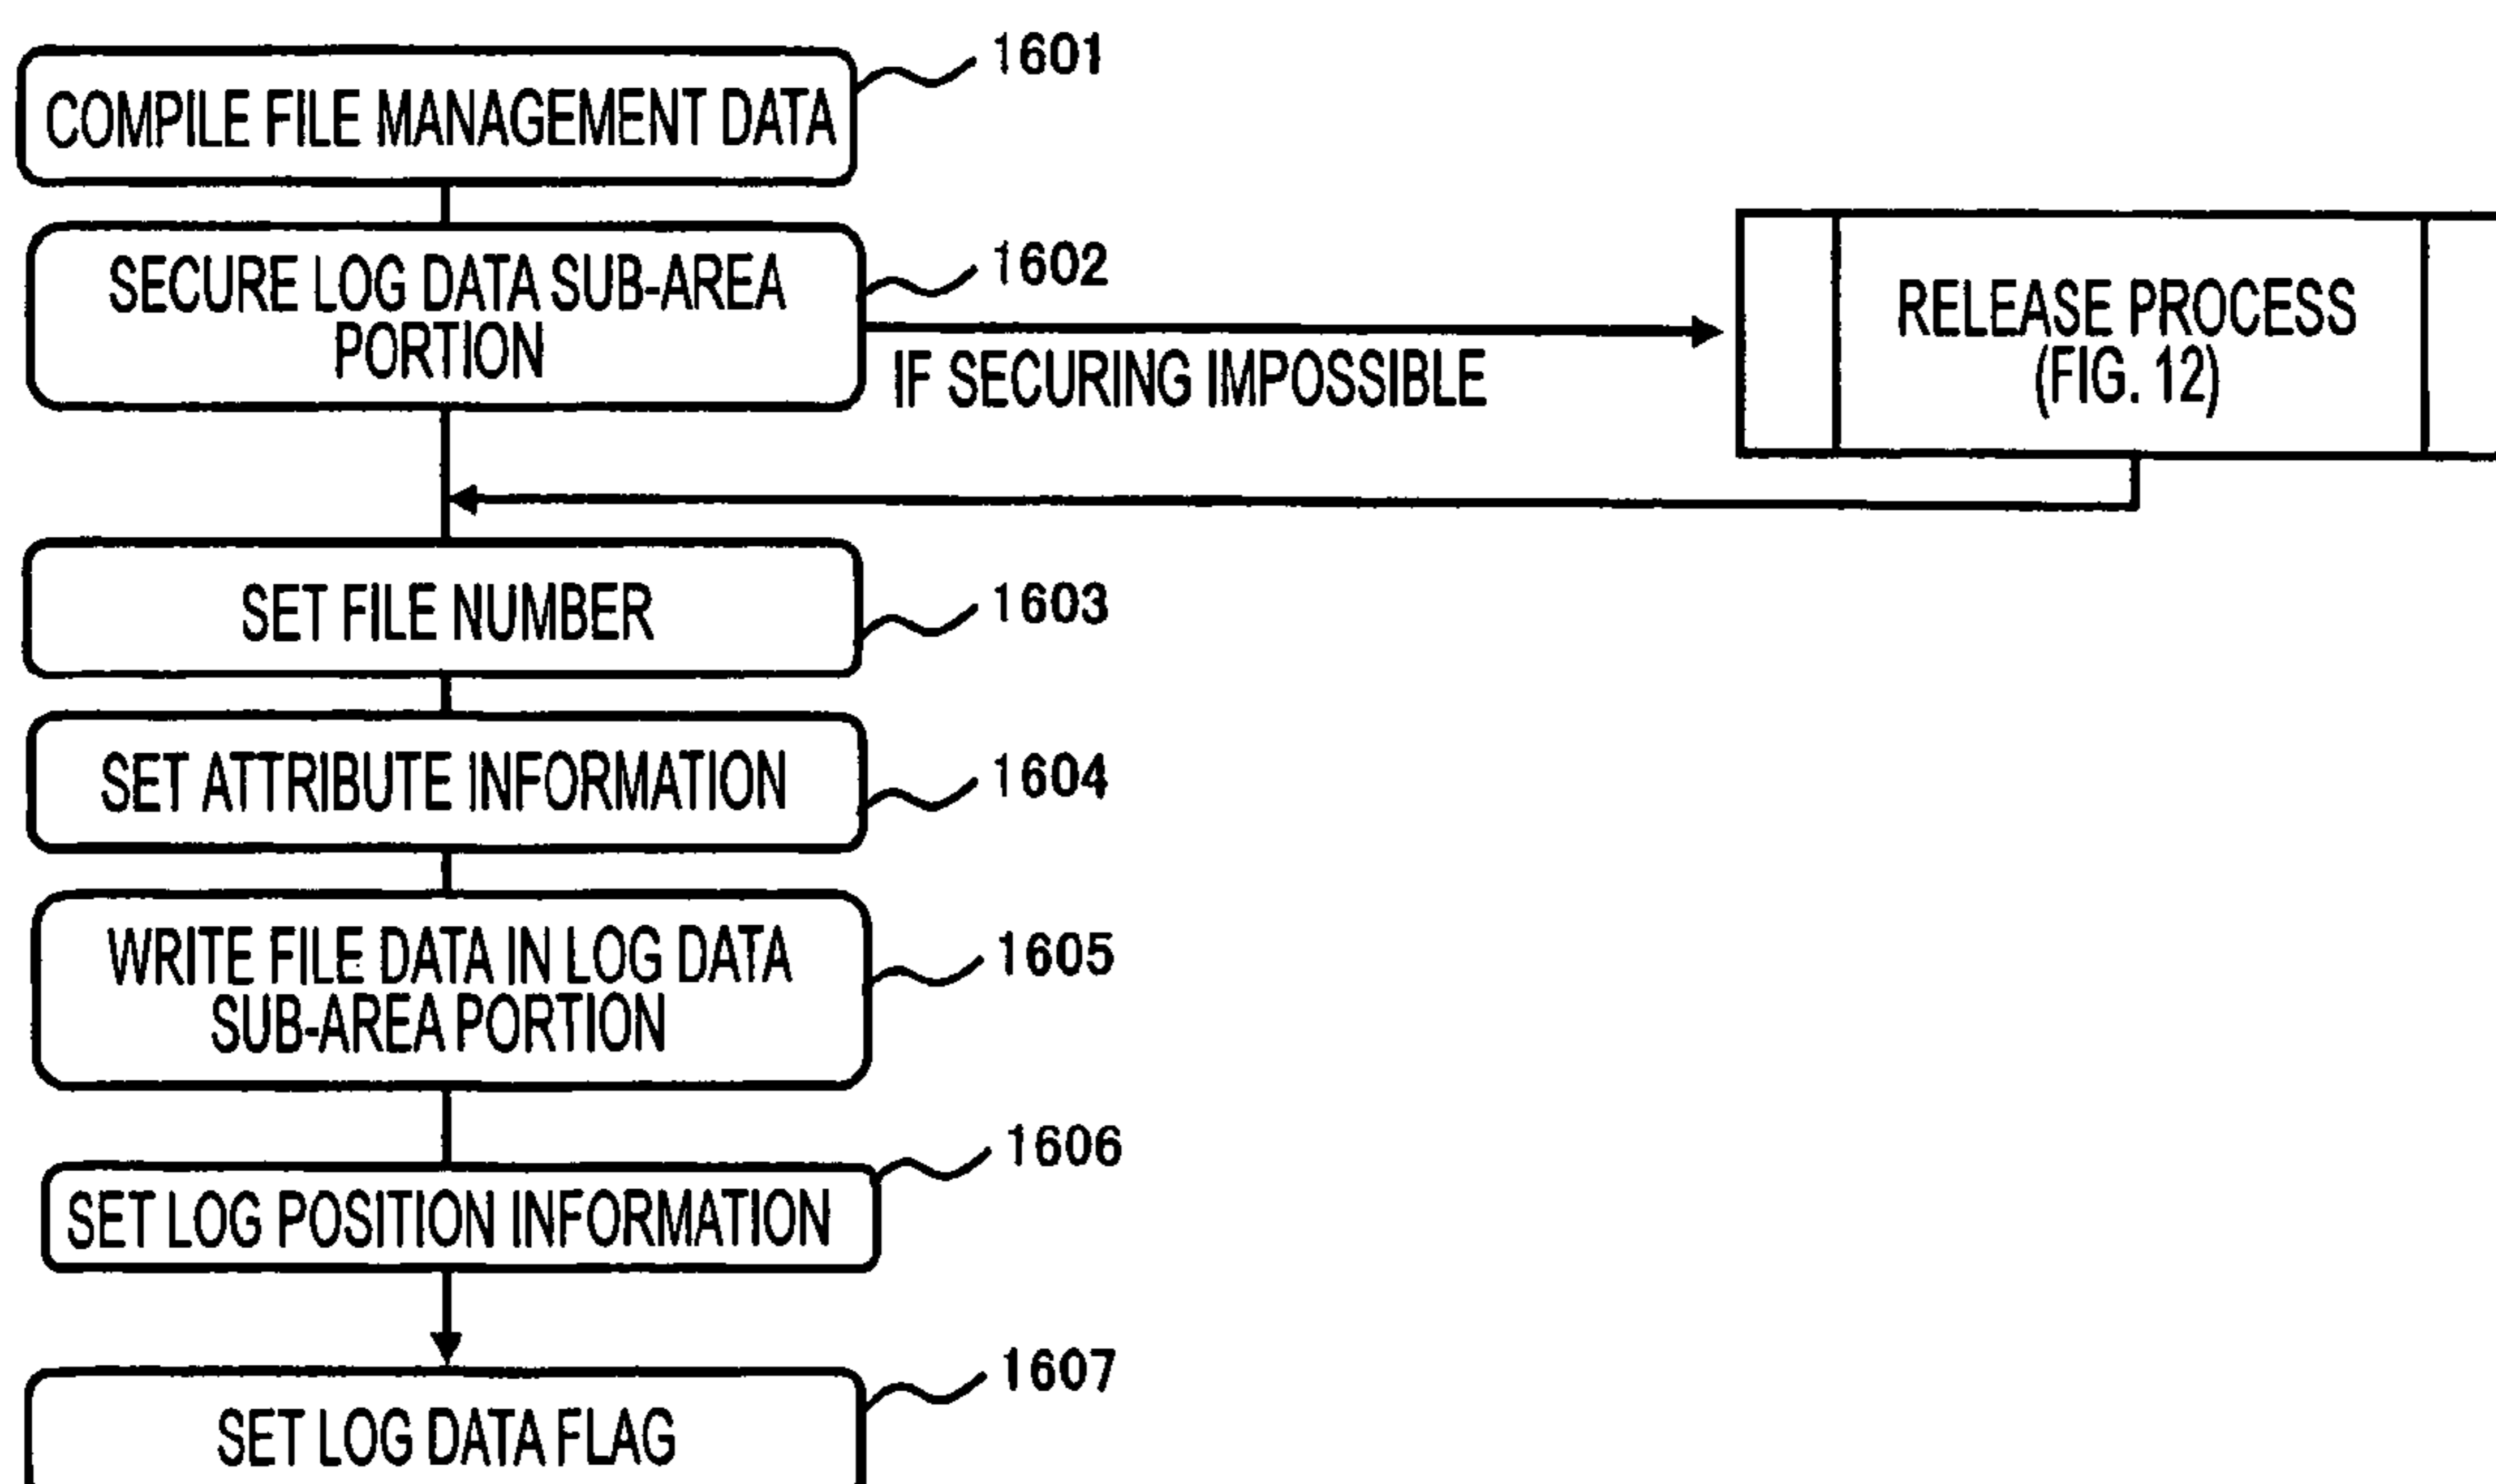 1601
COMPILE FILE MANAGEMENT DATA
1602
SECURE LOG DATA SUB-AREA
PORTION
IF SECURING IMPOSSIBLE
RELEASE PROCESS
(FIG. 12)
SET FILE NUMBER
1603
SET ATTRIBUTE INFORMATION
1604
WRITE FILE DATA IN LOG DATA
SUB-AREA PORTION
1605
1606
SET LOG POSITION INFORMATION
1607
SET LOG DATA FLAG